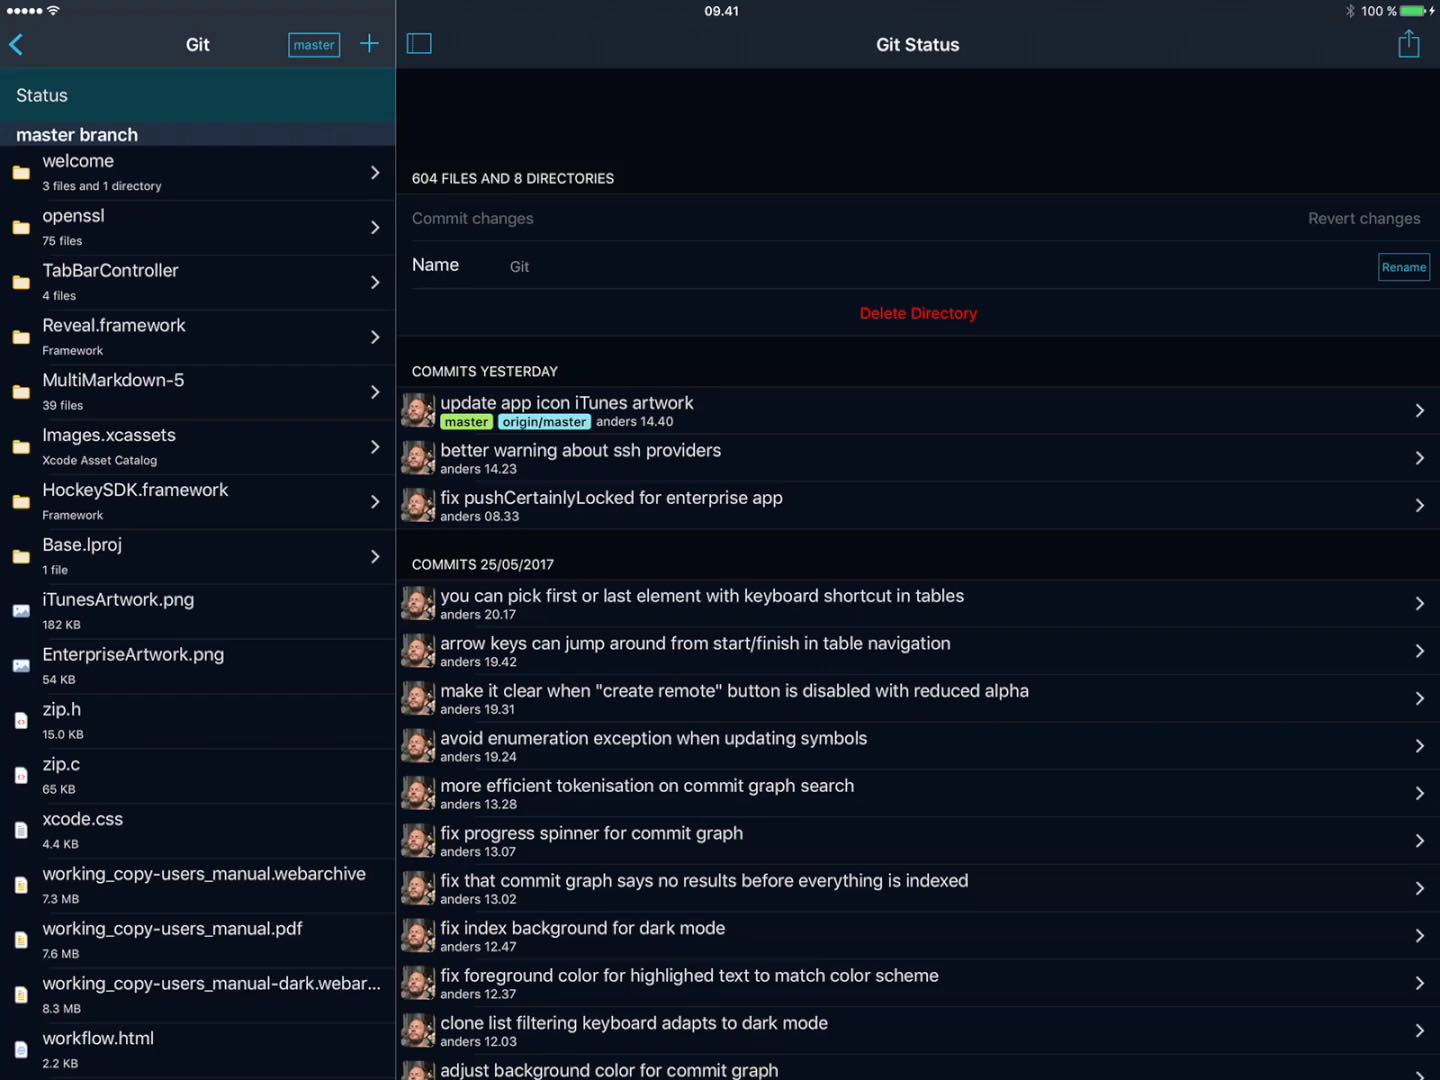 09.41
100 %
Git
master
Git Status
Status
master branch
welcome
3 files and 1 directory
openssl
75 files
TabBarController
4 files
Reveal.framework
Framework
MultiMarkdown-5
39 files
Images.xcassets
Xcode Asset Catalog
HockeySDK.framework
Framework
Base.lproj
1 file
iTunesArtwork.png
182 KB
EnterpriseArtwork.png
54 KB
zip.h
15.0 KB
zip.c
65 KB
xcode.css
4.4 KB
working_copy-users_manual.webarchive
7.3 MB
working_copy-users_manual.pdf
7.6 MB
working_copy-users_manual-dark.webar...
8.3 MB
workflow.html
2.2 KB
604 FILES AND 8 DIRECTORIES
Commit changes
Revert changes
Name Git
Rename
Delete Directory
COMMITS YESTERDAY
update app icon iTunes artwork
master origin/master anders 14.40
better warning about ssh providers
anders 14.23
fix pushCertainlyLocked for enterprise app
anders 08.33
COMMITS 25/05/2017
you can pick first or last element with keyboard shortcut in tables
anders 20.17
arrow keys can jump around from start/finish in table navigation
anders 19.42
make it clear when "create remote" button is disabled with reduced alpha
anders 19.31
avoid enumeration exception when updating symbols
anders 19.24
more efficient tokenisation on commit graph search
anders 13.28
fix progress spinner for commit graph
anders 13.07
fix that commit graph says no results before everything is indexed
anders 13.02
fix index background for dark mode
anders 12.47
fix foreground color for highlighed text to match color scheme
anders 12.37
clone list filtering keyboard adapts to dark mode
anders 12.03
adjust background color for commit graph